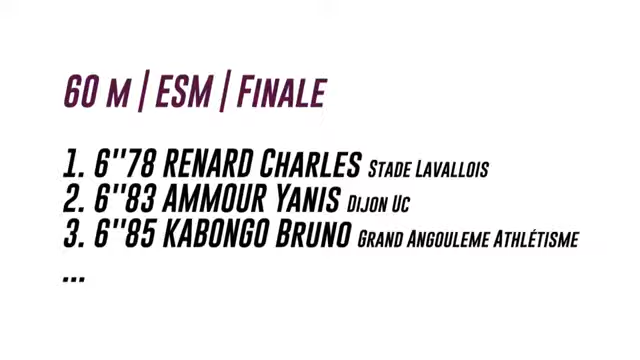 60 M | ESM | FINALE
1. 6"78 RENARD CHARLES STADE LAVALLOIS
2. 6"83 AMMOUR YANIS DIJON UC
3. 6"85 KABONGO BRUNO GRAND ANGOULEME ATHLÉTISME
...